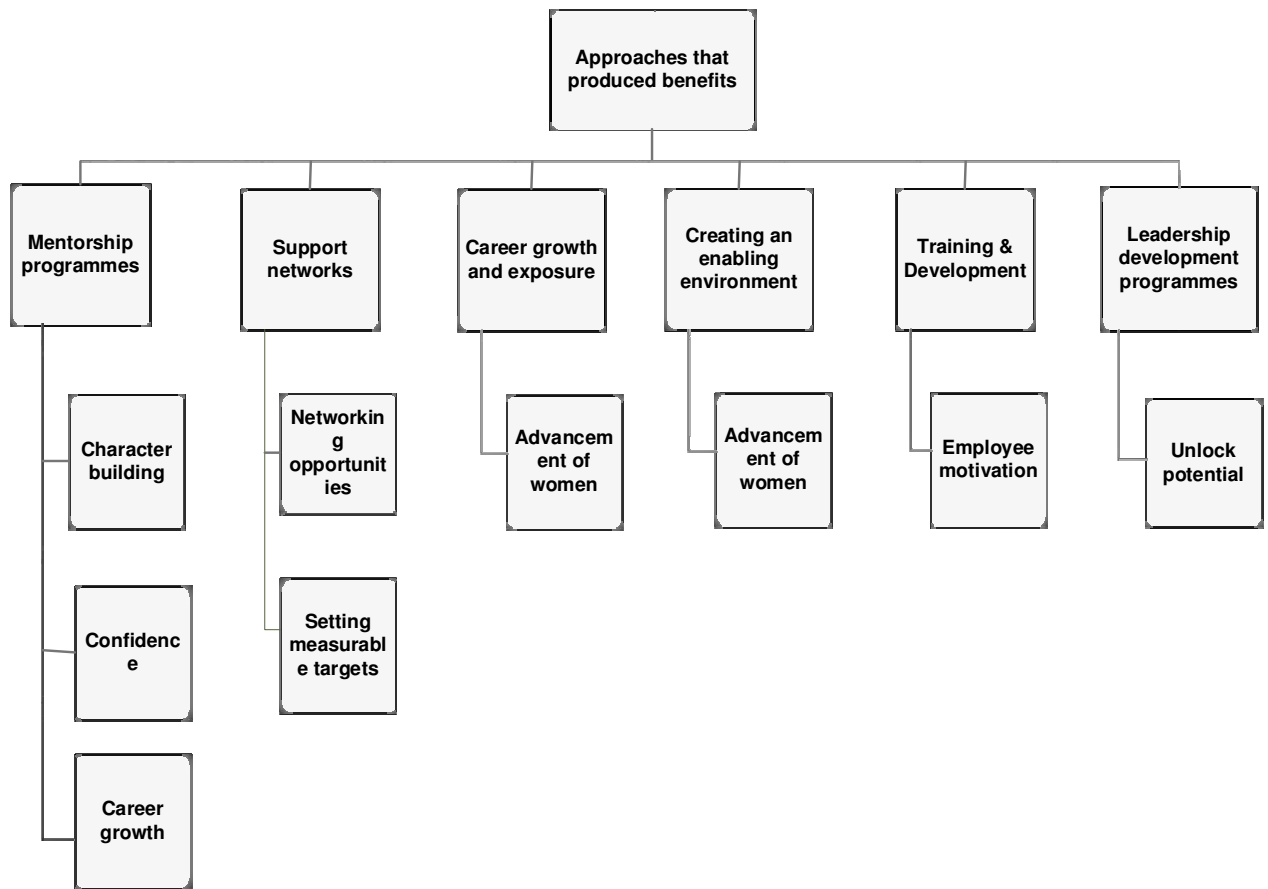 Approaches that
produced benefits
Mentorship
programmes
Support
networks
Career growth
and exposure
Creating an
enabling
environment
Training &
Development
Leadership
development
programmes
Character
building
Networkin
g
opportunit
ies
Advancem
ent of
women
Advancem
ent of
women
Employee
motivation
Unlock
potential
Confidenc
e
Setting
measurabl
e targets
Career
growth